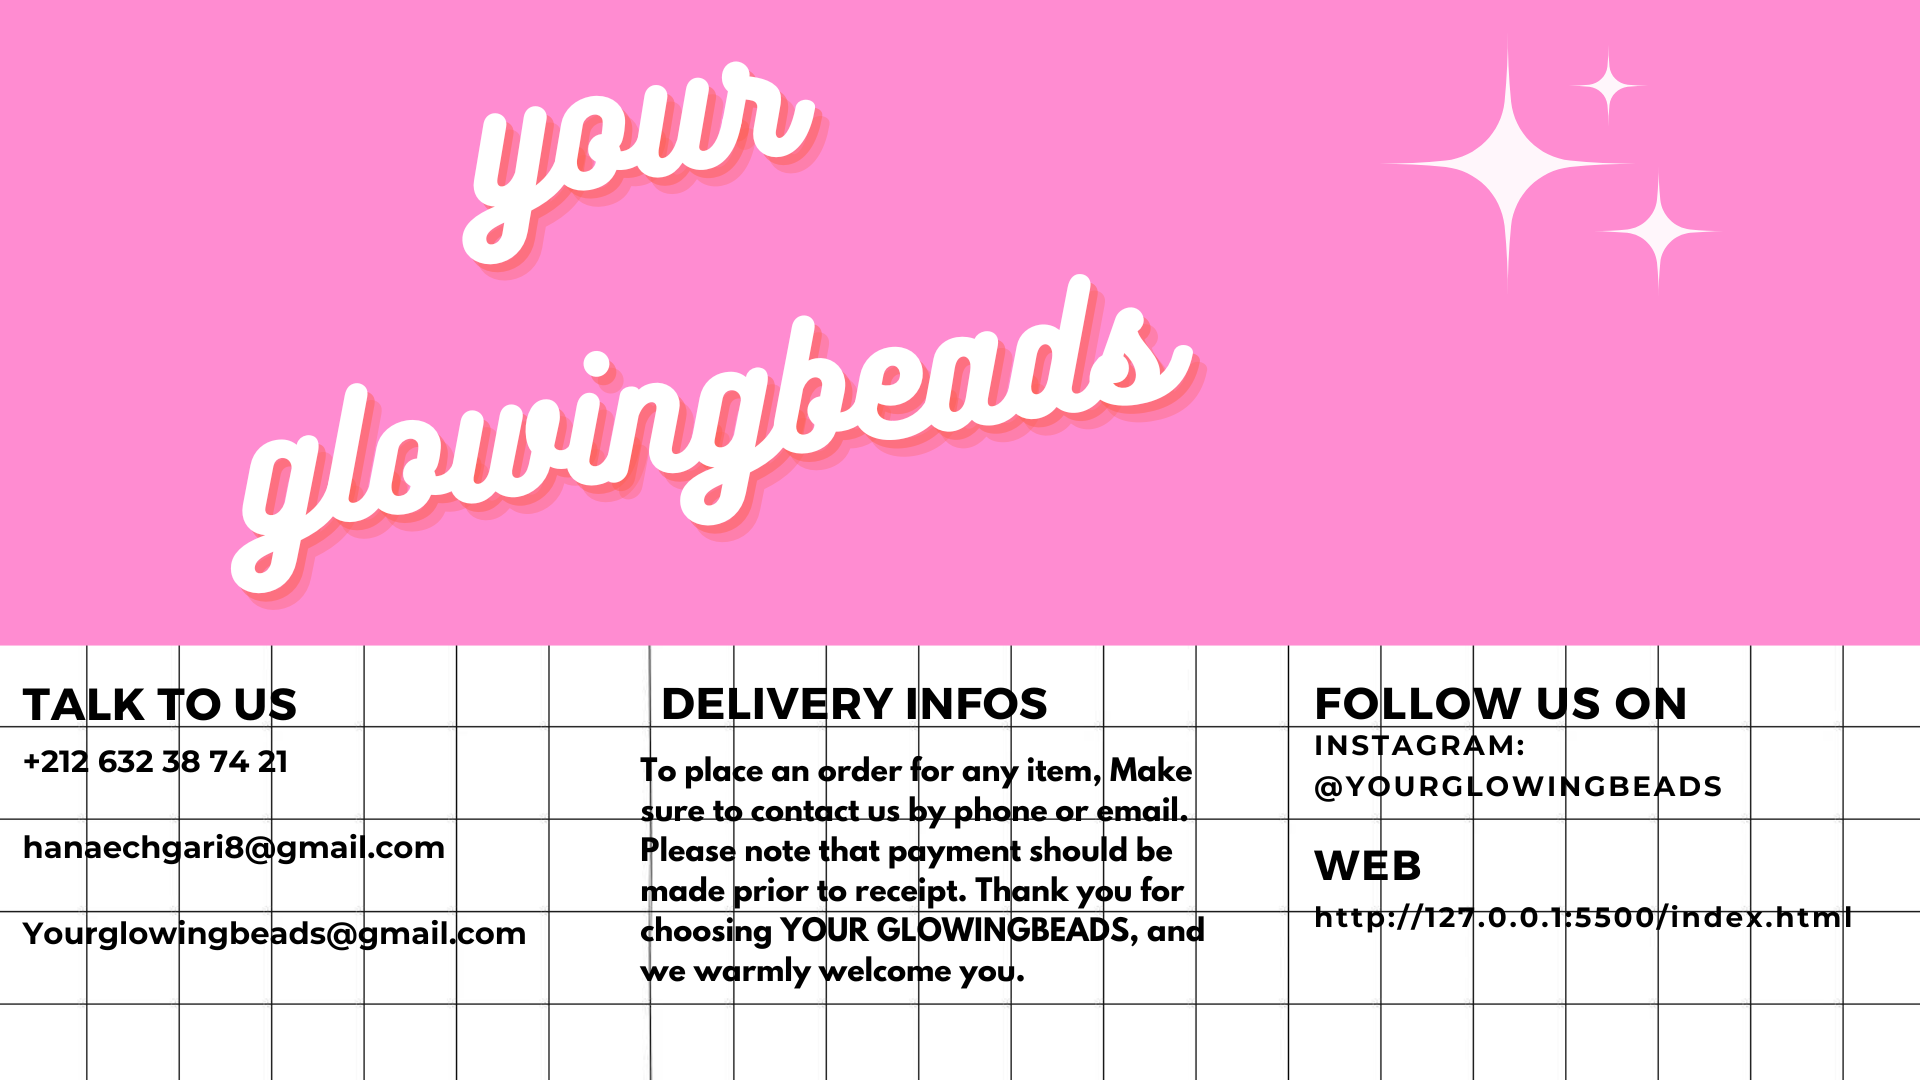 your
glowingbeads
TALK TO US
+212 632 38 74 21
hanaechgari8@gmail.com
Yourglowingbeads@gmail.com
DELIVERY INFOS
To place an order for any item, Make
sure to contact us by phone or email.
Please note that payment should be
made prior to receipt. Thank you for
choosing YOUR GLOWINGBEADS, and
we warmly welcome you.
FOLLOW US ON
INSTAGRAM:
@YOURGLOWINGBEADS
WEB
http://127.0.0.1:5500/index.html